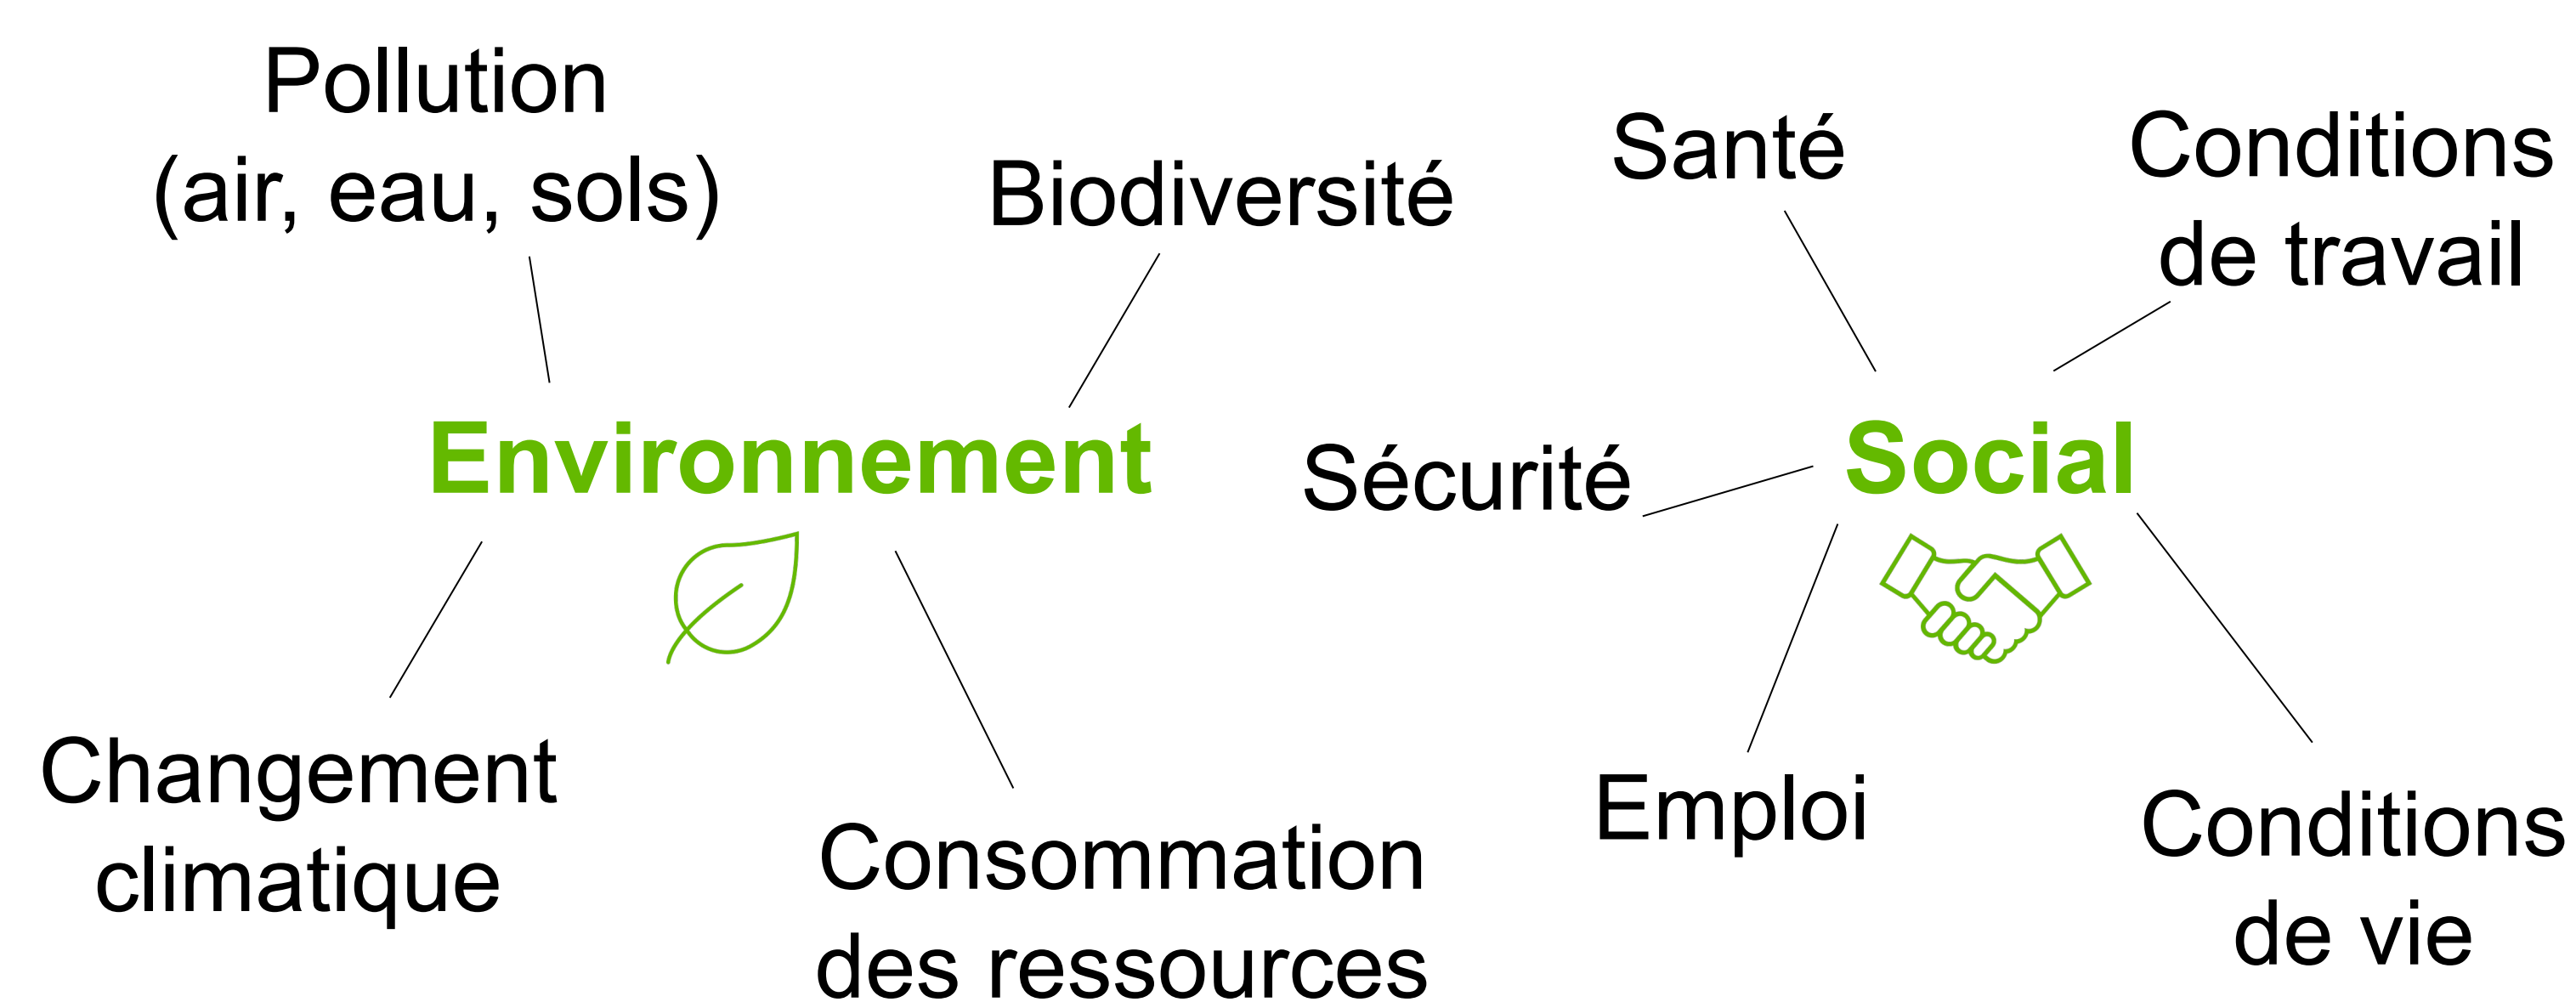 Pollution
(air, eau, sols)
Biodiversité
Environnement
Changement
climatique
Consommation
des ressources
Santé
Conditions
de travail
Sécurité
Social
Emploi
Conditions
de vie